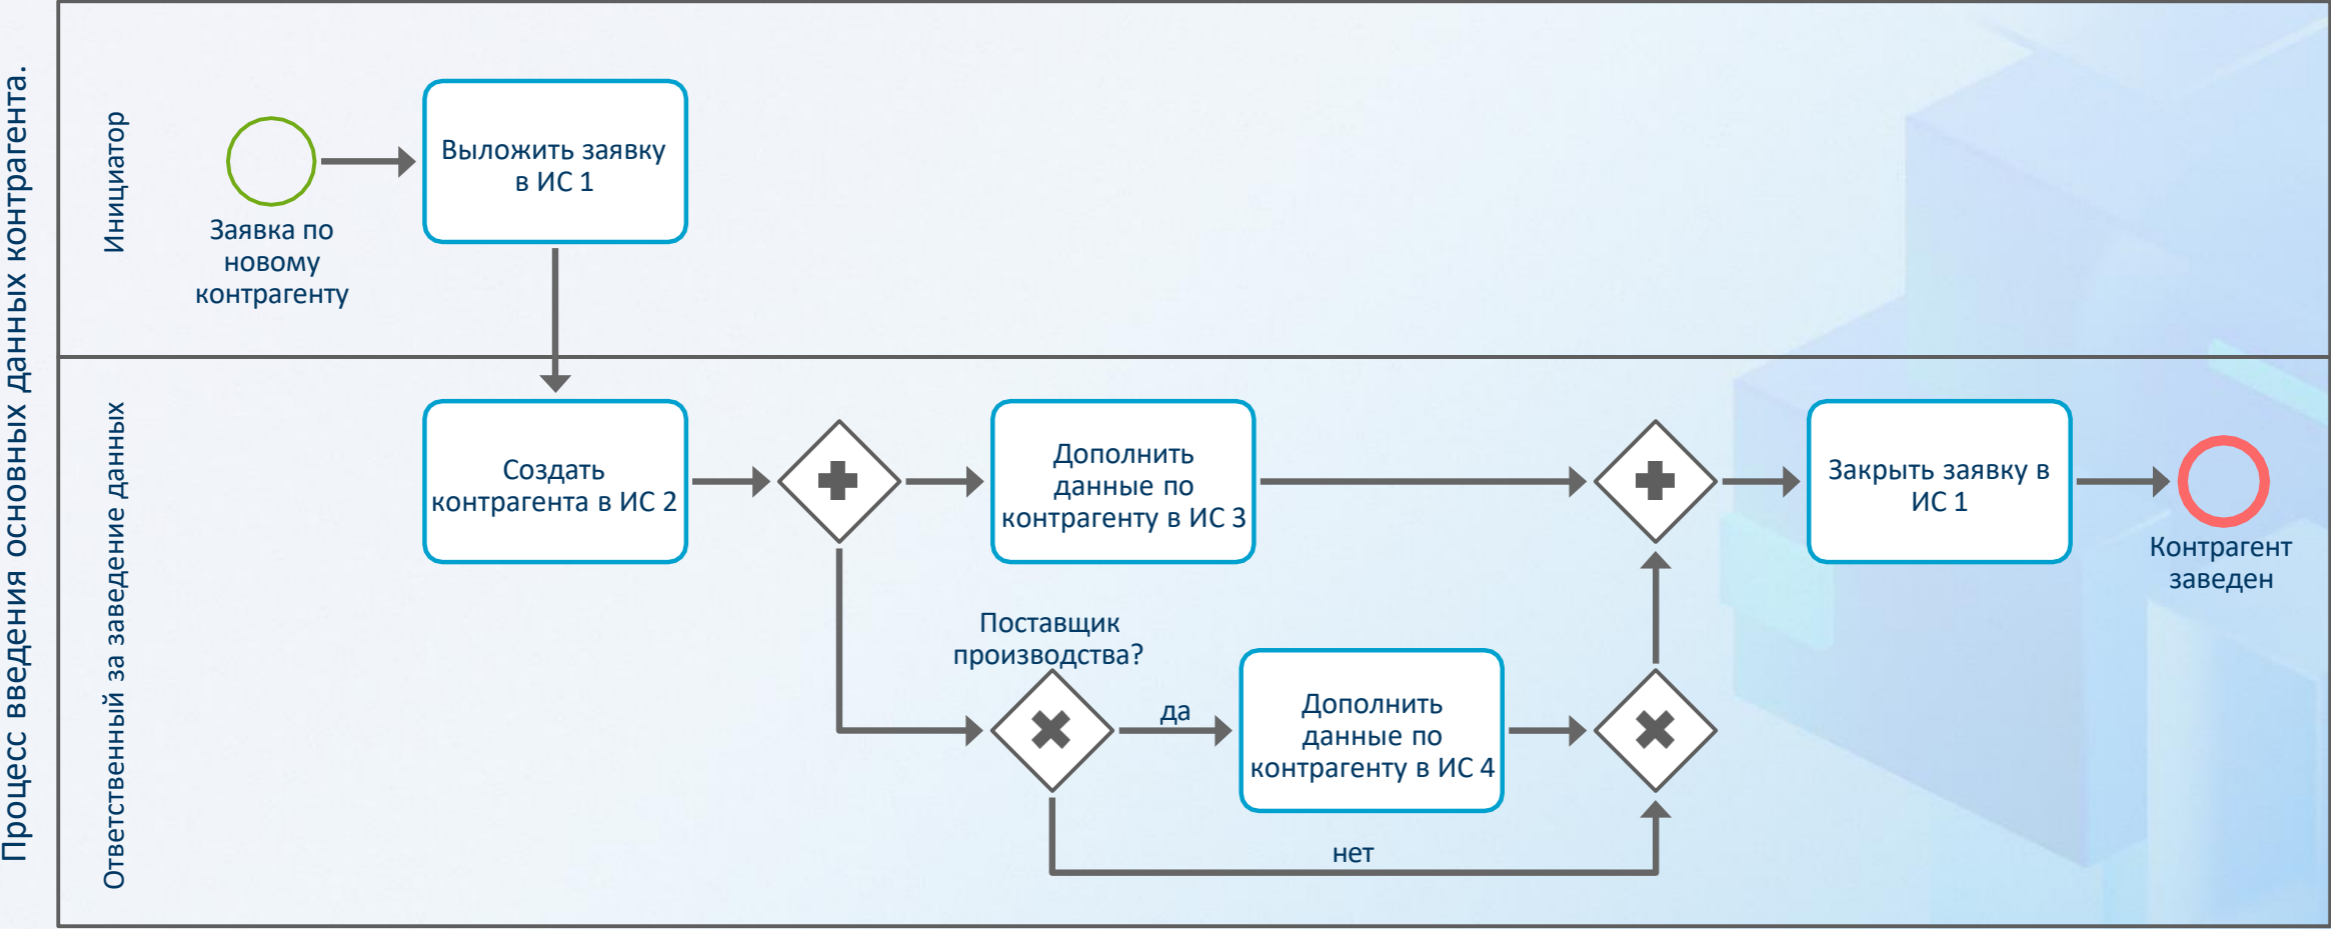 Процесс введения основных данных контрагента.
Инициатор
Заявка по
новому
контрагенту
Выложить заявку
в ИС 1
Ответственный за заведение данных
Создать
контрагента в ИС 2
Дополнить
данные по
контрагенту в ИС 3
Поставщик
производства?
да
Дополнить
данные по
контрагенту в ИС 4
нет
Закрыть заявку в
ИС 1
Контрагент
заведен